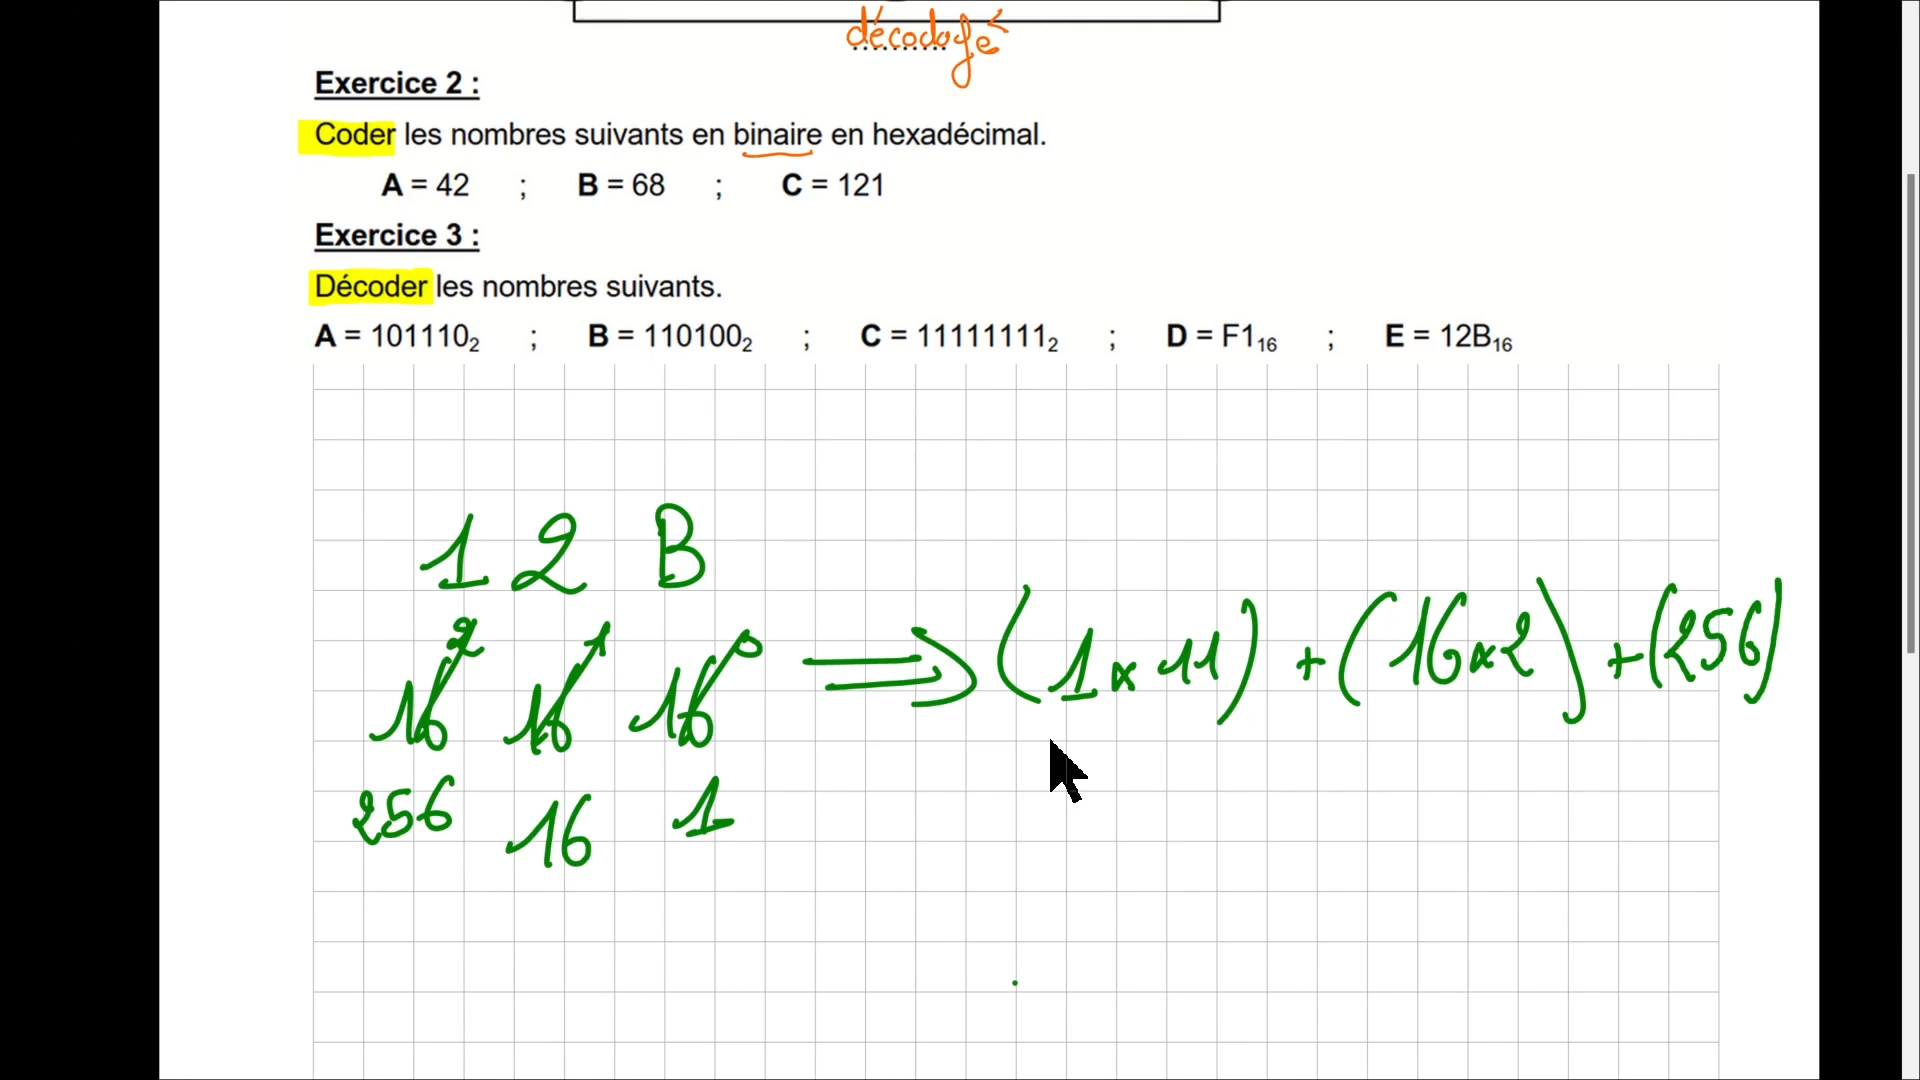 décodage
Exercice 2 :
Coder les nombres suivants en binaire en hexadécimal.
A = 42 ; B = 68 ; C = 121
Exercice 3 :
Décoder les nombres suivants.
A = 101110₂ ; B = 110100₂ ; C = 11111111₂ ; D = F1₁₆ ; E = 12B₁₆
1 2 B
16² 16¹ 16⁰ ⇒ (1 x 11) + (16 x 2) + (256)
256 16 1